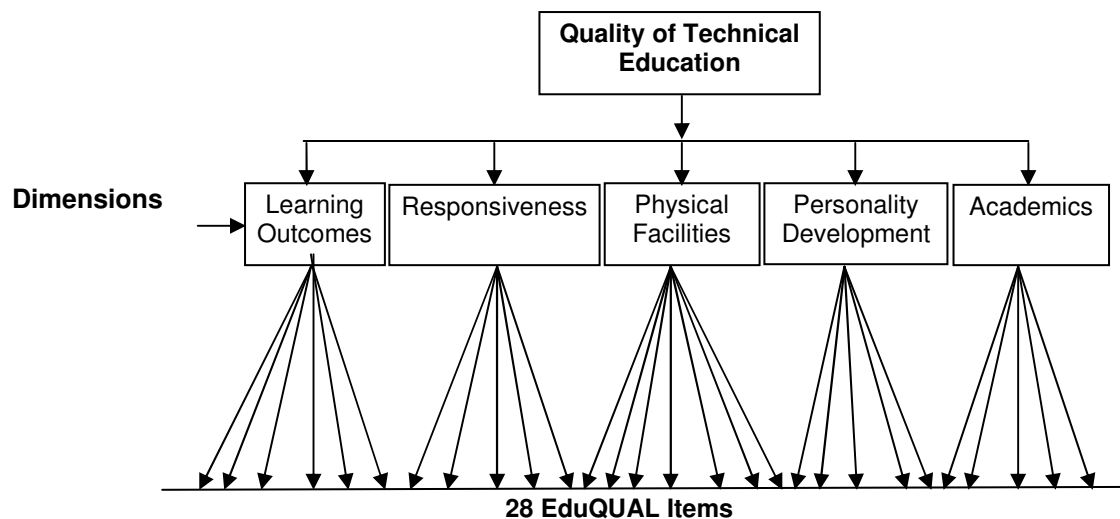 Quality of Technical
Education
Dimensions
Learning
Outcomes
Responsiveness
Physical
Facilities
Personality
Development
Academics
28 EduQUAL Items